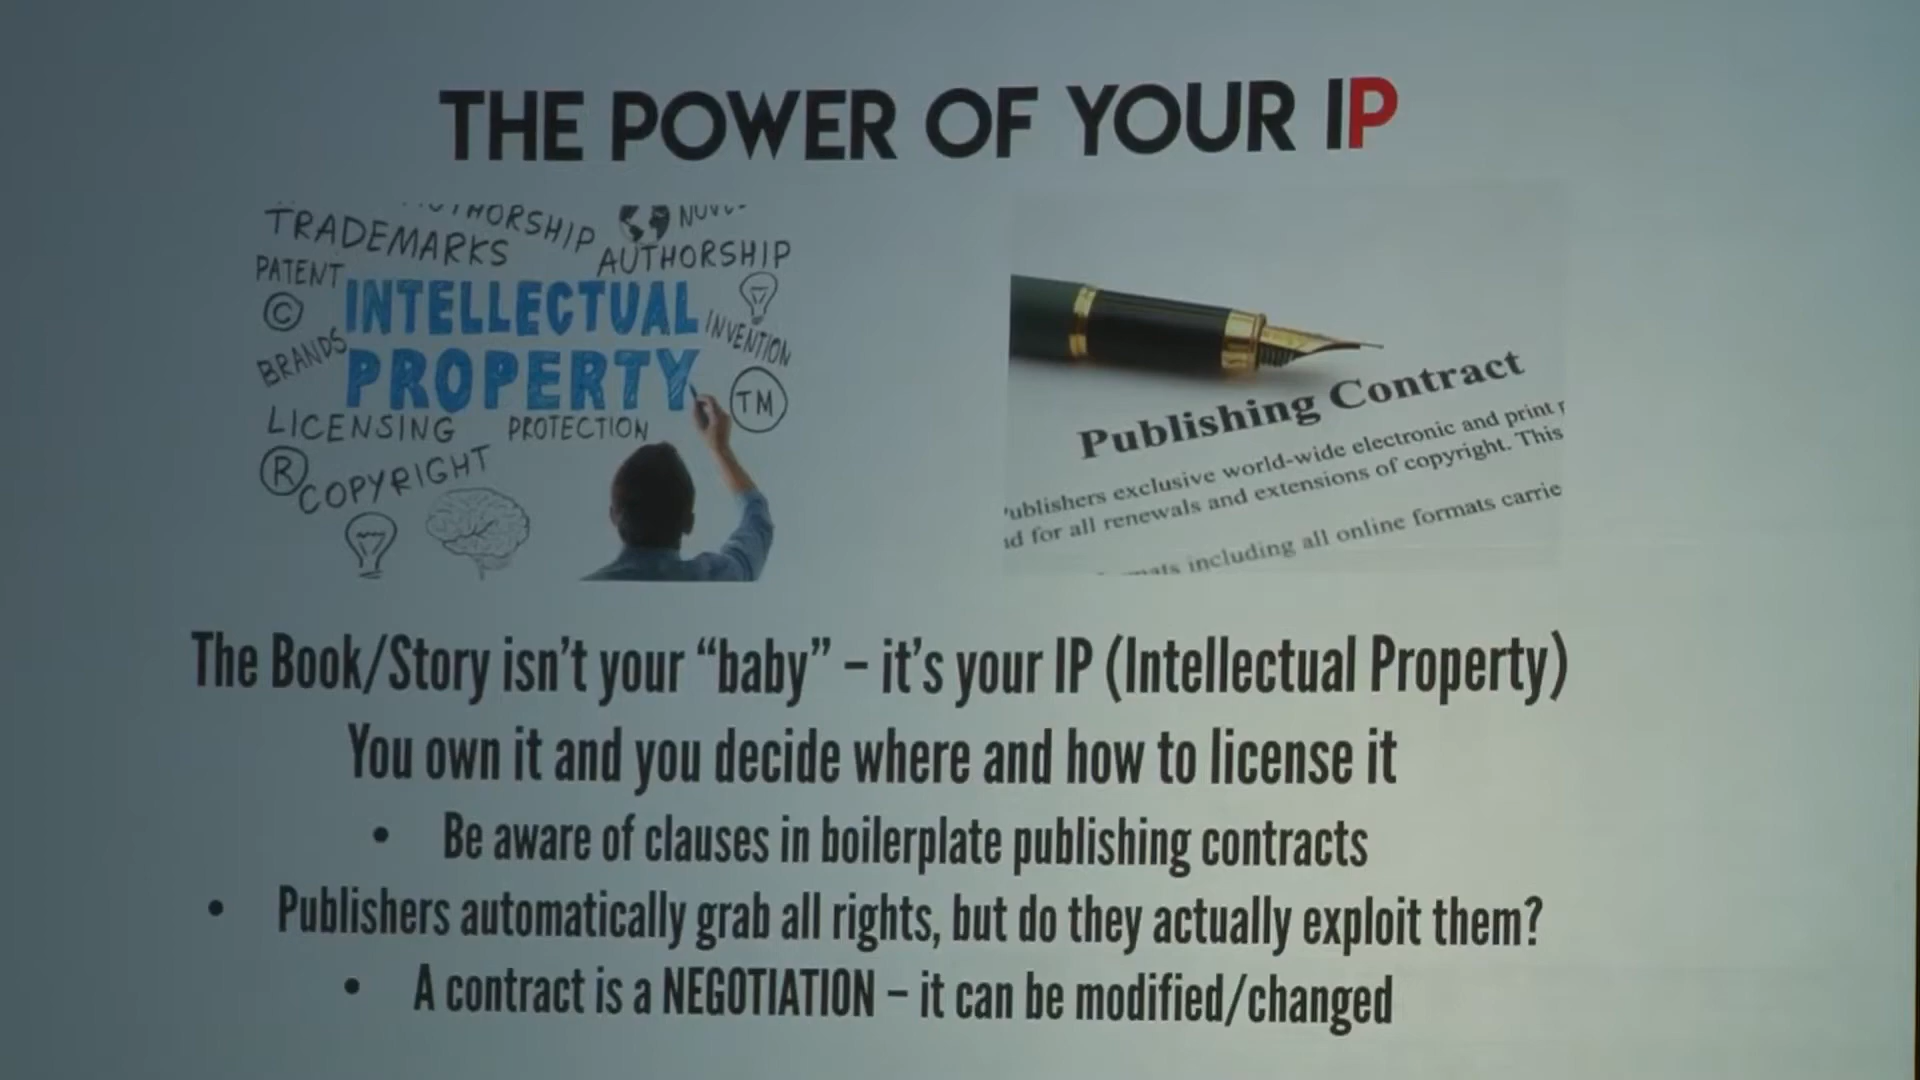 THE POWER OF YOUR IP
TRADEMARKS
AUTHORSHIP
PATENT
INTELLECTUAL
©
INVENTION
BRANDS
PROPERTY
TM
LICENSING
PROTECTION
®
COPYRIGHT
Publishing Contract
exclusive world-wide electronic and print
for all renewals and extensions of copyright. This
including all online formats
The Book/Story isn't your “baby” – it's your IP (Intellectual Property)
You own it and you decide where and how to license it
• Be aware of clauses in boilerplate publishing contracts
• Publishers automatically grab all rights, but do they actually exploit them?
• A contract is a NEGOTIATION – it can be modified/changed